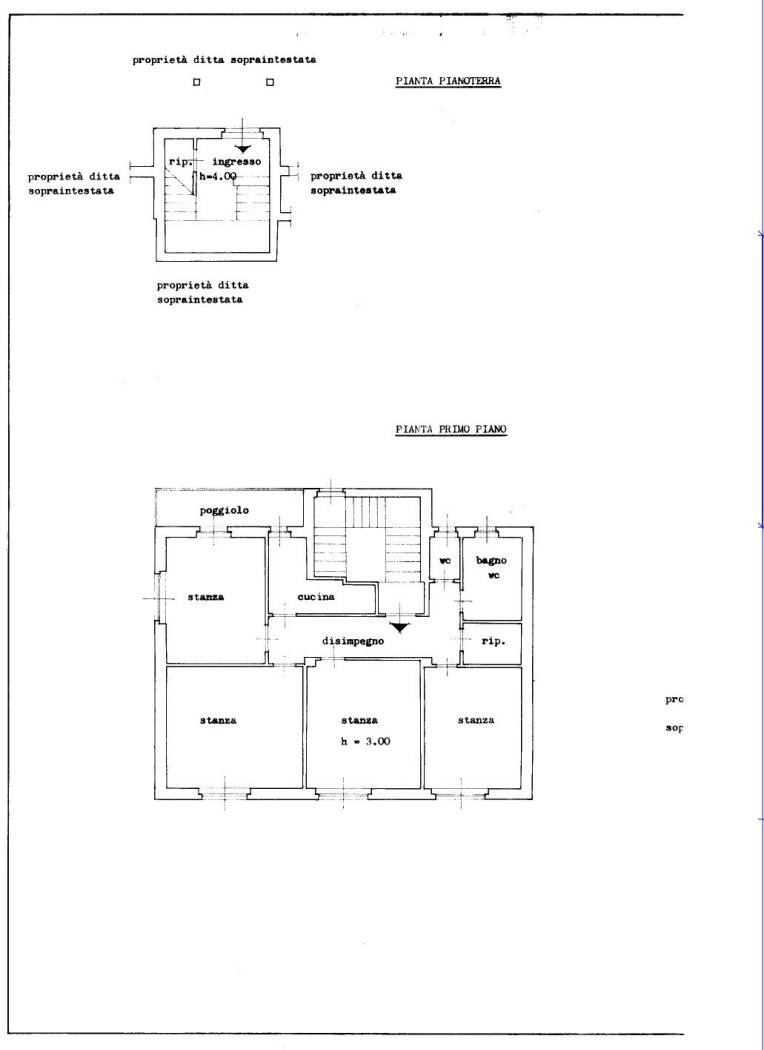 proprietà ditta sopraintestata
PIANTA PIANOTERRA
rip. ingresso
h=4.00
proprietà ditta
sopraintestata
proprietà ditta
sopraintestata
proprietà ditta
sopraintestata
PIANTA PRIMO PIANO
poggiolo
wc
bagno
wc
stanza
cucina
disimpegno
rip.
stanza
stanza
h = 3.00
stanza
pro
sop